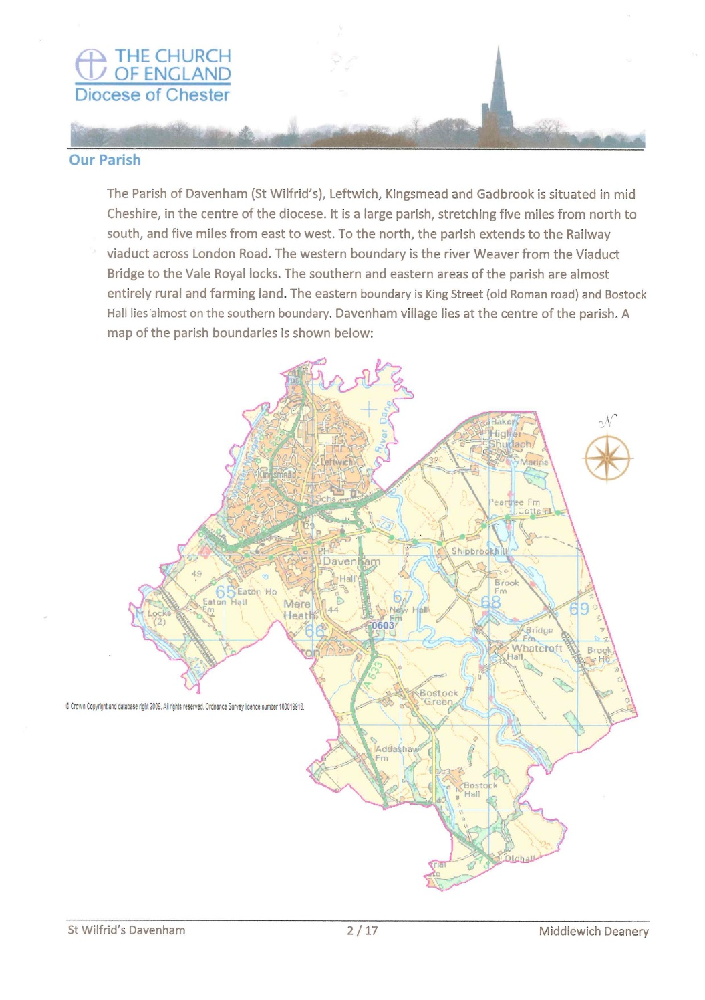 THE CHURCH
OF ENGLAND
Diocese of Chester
Our Parish
The Parish of Davenham (St Wilfrid's), Leftwich, Kingsmead and Gadbrook is situated in mid
Cheshire, in the centre of the diocese. It is a large parish, stretching five miles from north to
south, and five miles from east to west. To the north, the parish extends to the Railway
viaduct across London Road. The western boundary is the river Weaver from the Viaduct
Bridge to the Vale Royal locks. The southern and eastern areas of the parish are almost
entirely rural and farming land. The eastern boundary is King Street (old Roman road) and Bostock
Hall lies almost on the southern boundary. Davenham village lies at the centre of the parish. A
map of the parish boundaries is shown below:
N
River Dane
Higher
Shurlach
Marina
32
Leftwich
Kingsmead
Schs
Peartree Fm
Cotts
29
73
PH
Shipbrookhill
Davenham
Hall
49
65
Eaton Ho
Eaton Hall
Fm
Brook
Fm
67
68
69
Mere
Heath
44
New Hall
Fm
Locks
(2)
66
0603
Bridge
Fm
Whatcroft
Hall
Brook
Ho
ton
ROMAN ROAD
A 533
Bostock
Green
© Crown Copyright and database right 2009. All rights reserved. Ordnance Survey licence number 100019918.
Addashaw
Fm
Bostock
Hall
42
Oldhall
St Wilfrid's Davenham
2 / 17
Middlewich Deanery